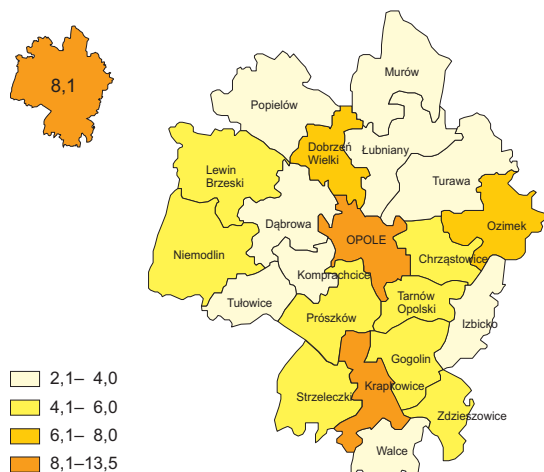 8,1
Murów
Popielów
Dobrzeń
Wielki
Łubniany
Lewin
Brzeski
Turawa
Dąbrowa
Ozimek
OPOLE
Niemodlin
Chrząstowice
Komprachcice
Tułowice
Tarnów
Opolski
Prószków
Izbicko
Gogolin
Strzeleczki
Krapkowice
Zdzieszowice
Walce
2,1– 4,0
4,1– 6,0
6,1– 8,0
8,1–13,5